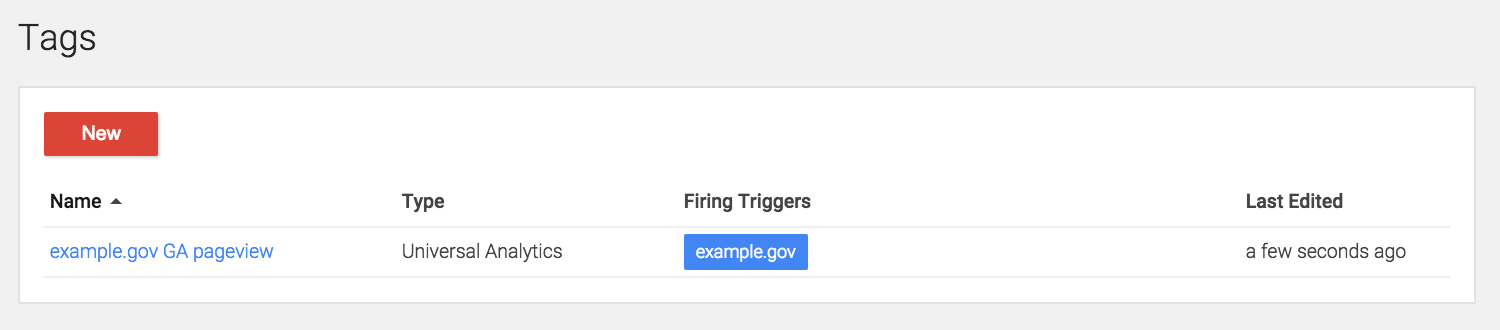 Tags
New
Name Type Firing Triggers Last Edited
example.gov GA pageview Universal Analytics example.gov a few seconds ago